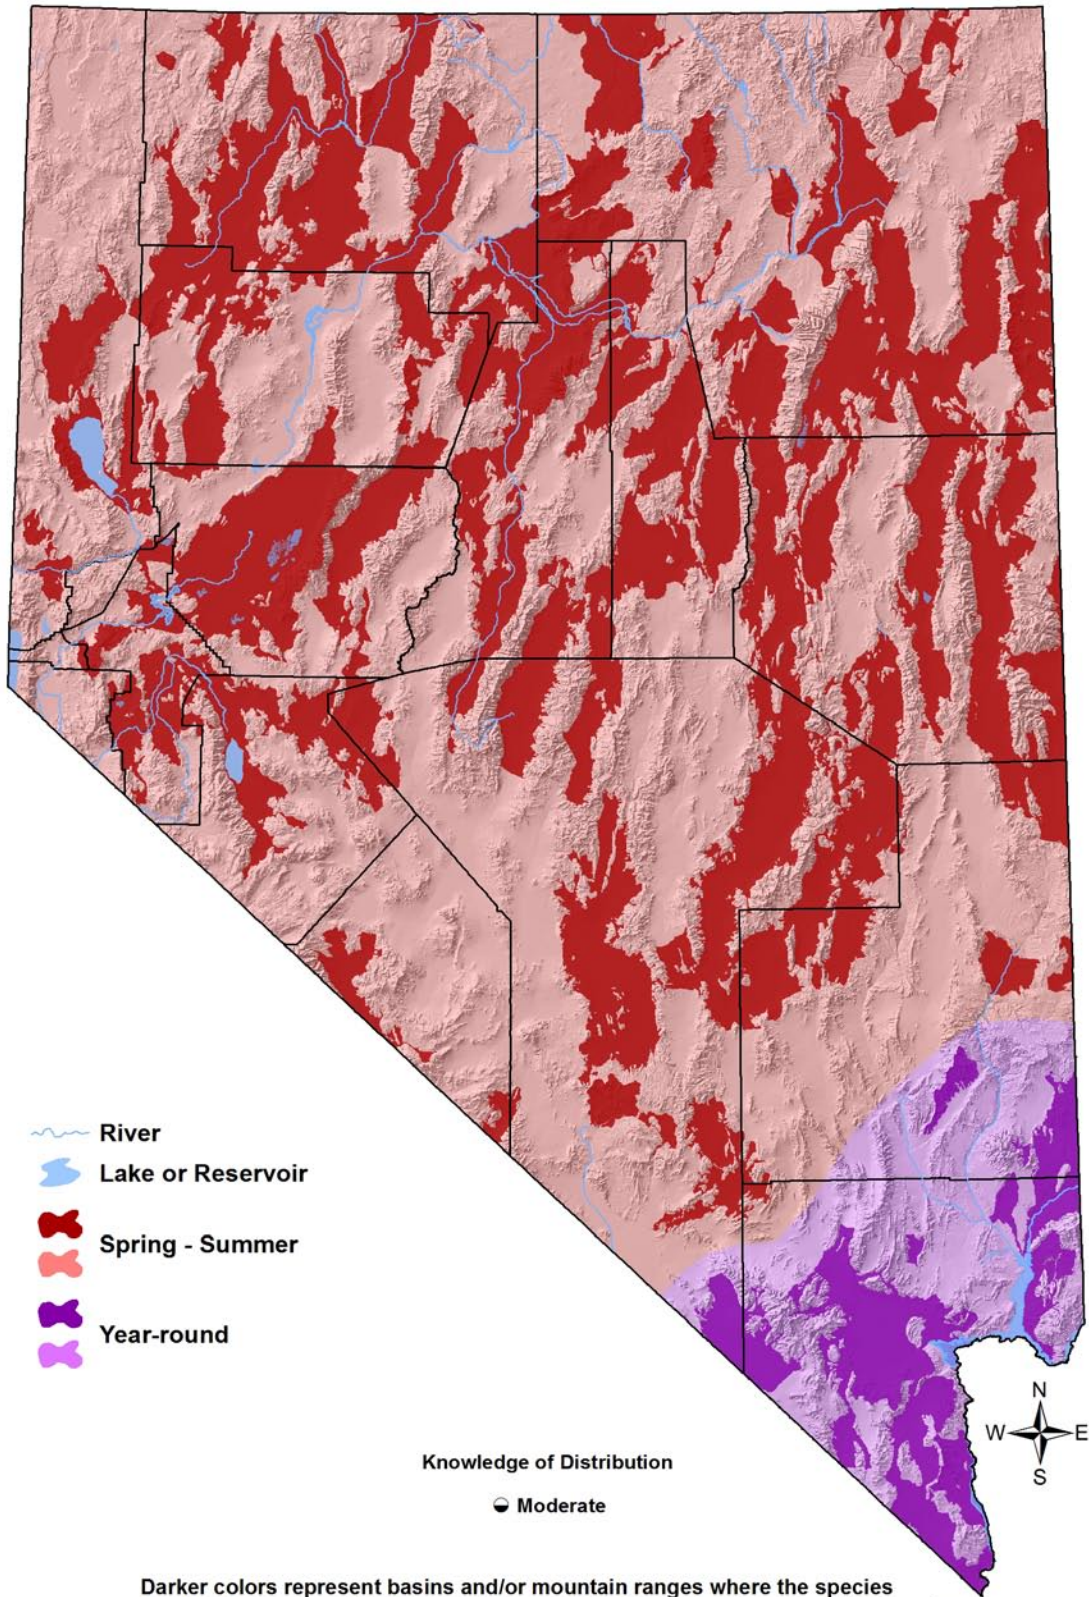 River
Lake or Reservoir
Spring - Summer
Year-round
N
W E
S
Knowledge of Distribution
Moderate
Darker colors represent basins and/or mountain ranges where the species